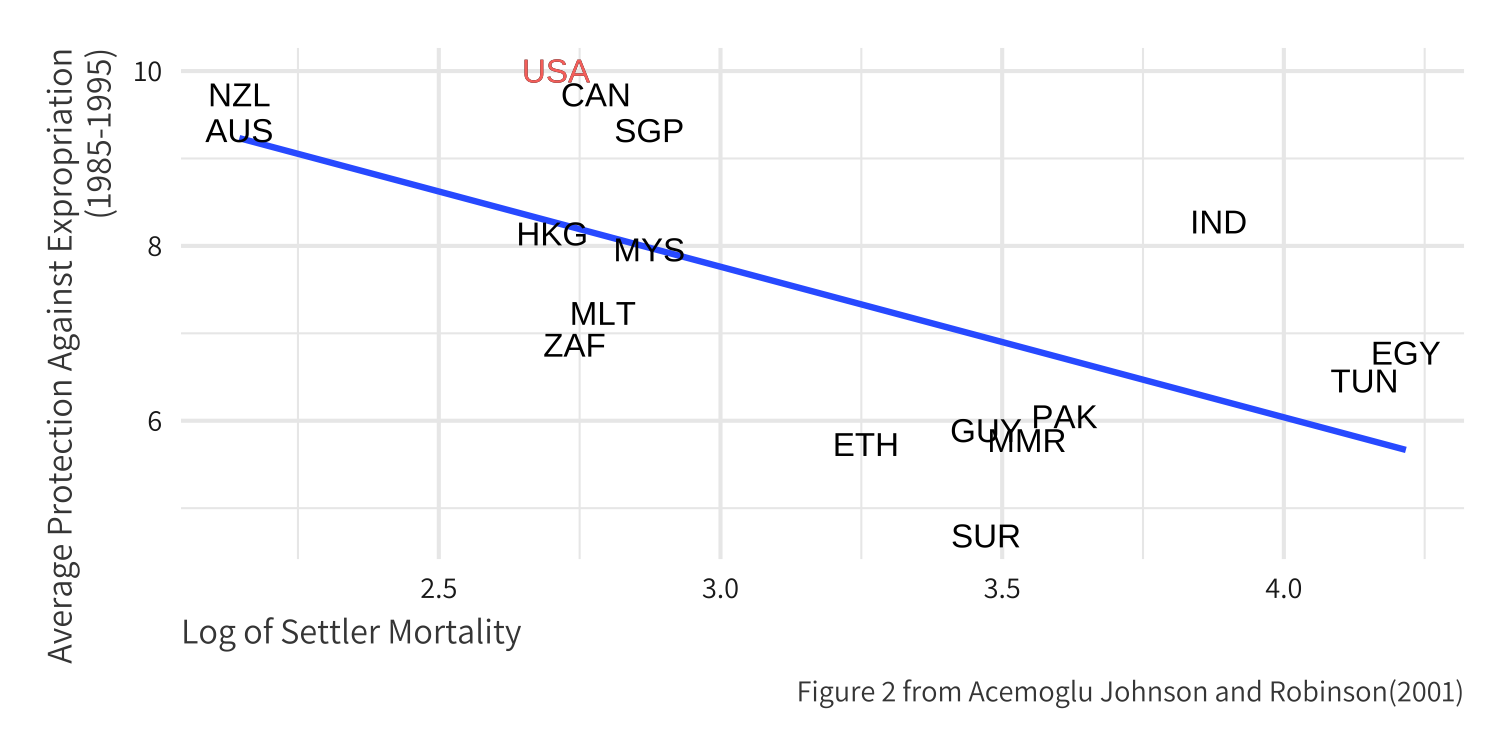 Average Protection Against Expropriation
(1985-1995)
10
8
6
USA
NZL
CAN
AUS
SGP
IND
HKG
MYS
MLT
ZAF
EGY
TUN
PAK
GUY
MMR
ETH
SUR
2.5
3.0
3.5
4.0
Log of Settler Mortality
Figure 2 from Acemoglu Johnson and Robinson(2001)